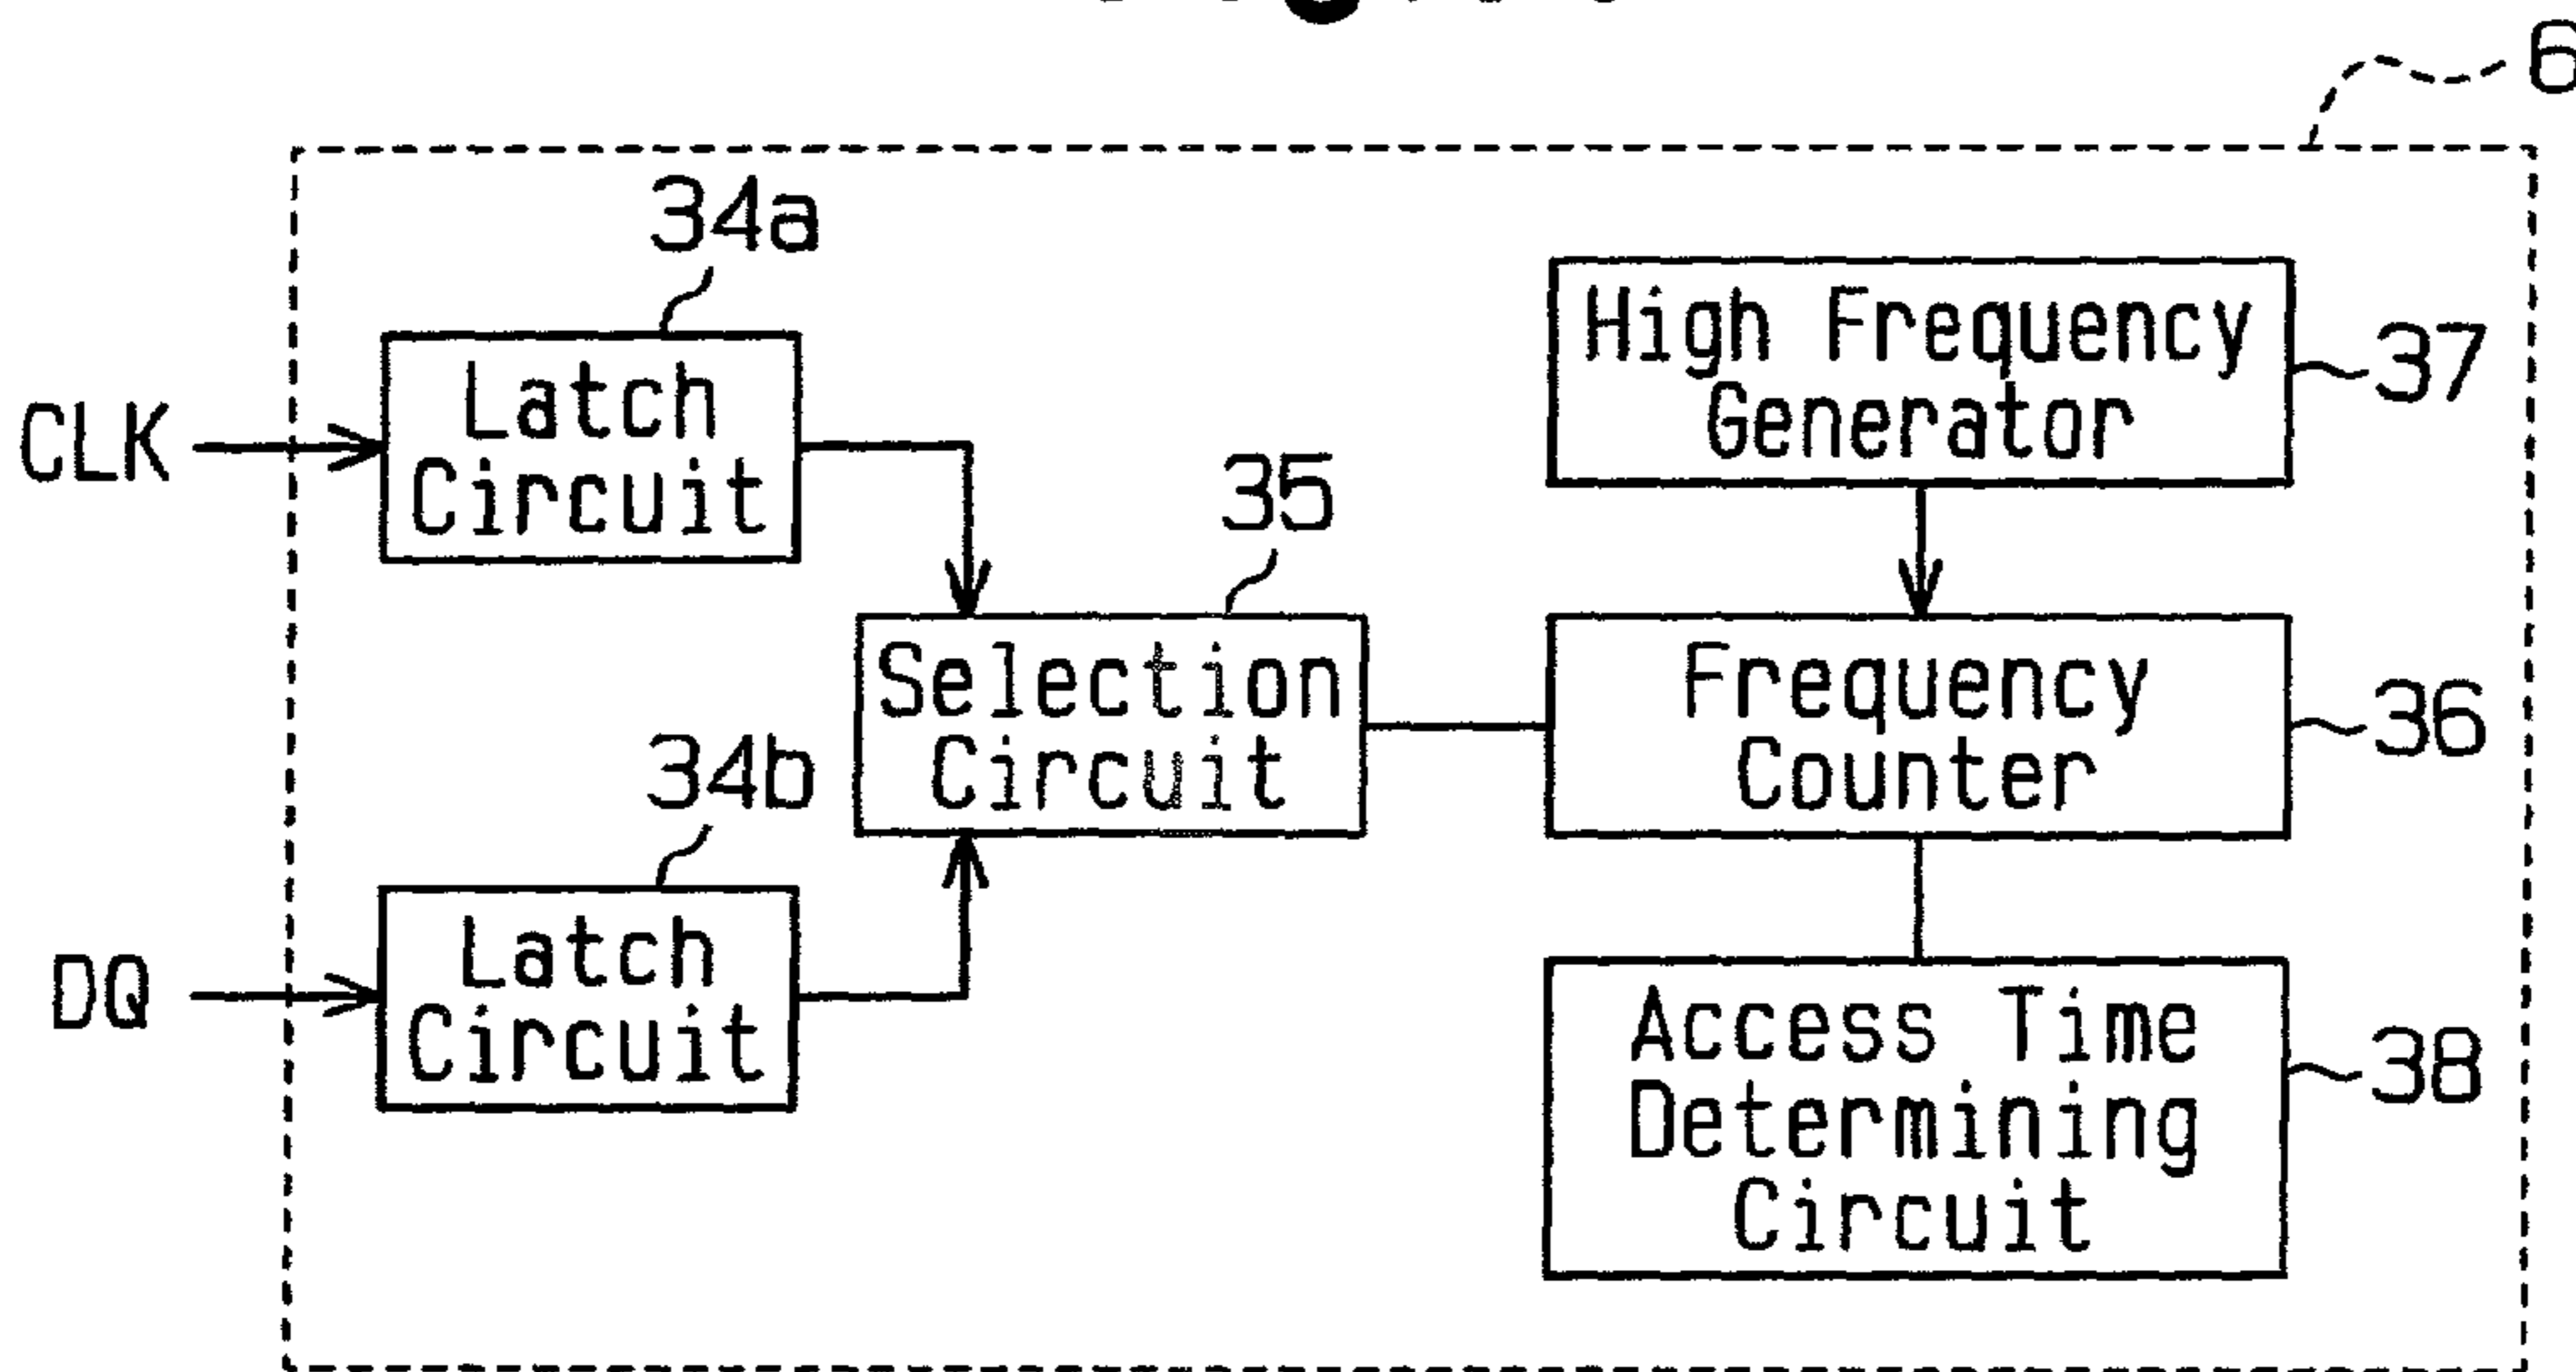 6
34a
CLK
Latch
Circuit
High Frequency
Generator
37
35
Selection
Circuit
Frequency
Counter
36
34b
DQ
Latch
Circuit
Access Time
Determining
Circuit
38